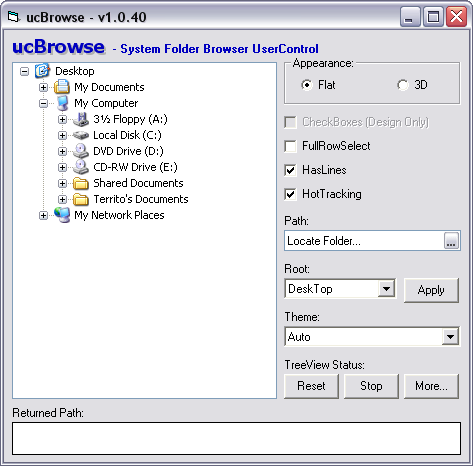 ucBrowse - v1.0.40
ucBrowse - System Folder Browser UserControl
Desktop
My Documents
My Computer
3½ Floppy (A:)
Local Disk (C:)
DVD Drive (D:)
CD-RW Drive (E:)
Shared Documents
Territo's Documents
My Network Places
Appearance:
Flat
3D
CheckBoxes (Design Only)
FullRowSelect
HasLines
HotTracking
Path:
Locate Folder...
...
Root:
DeskTop
Apply
Theme:
Auto
TreeView Status:
Reset
Stop
More...
Returned Path: